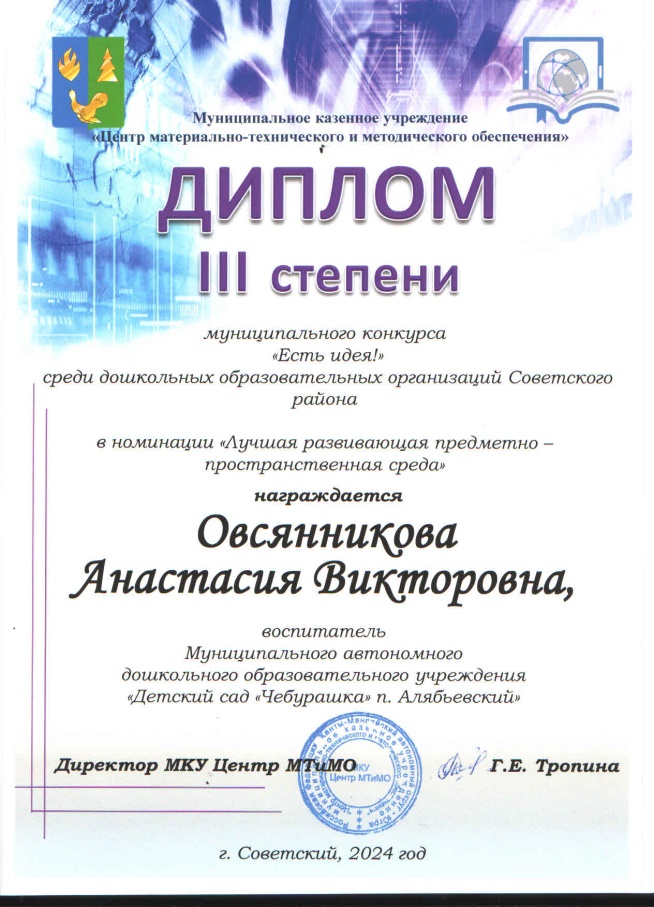 Муниципальное казенное учреждение
«Центр материально-технического и методического обеспечения»
ДИПЛОМ
III степени
муниципального конкурса
«Есть идея!»
среди дошкольных образовательных организаций Советского
района
в номинации «Лучшая развивающая предметно –
пространственная среда»
награждается
Овсянникова
Анастасия Викторовна,
воспитатель
Муниципального автономного
дошкольного образовательного учреждения
«Детский сад «Чебурашка» п. Алябьевский»
Директор МКУ Центр МТиМО
Г.Е. Тропина
МКУ
Центр МТиМО
г. Советский, 2024 год